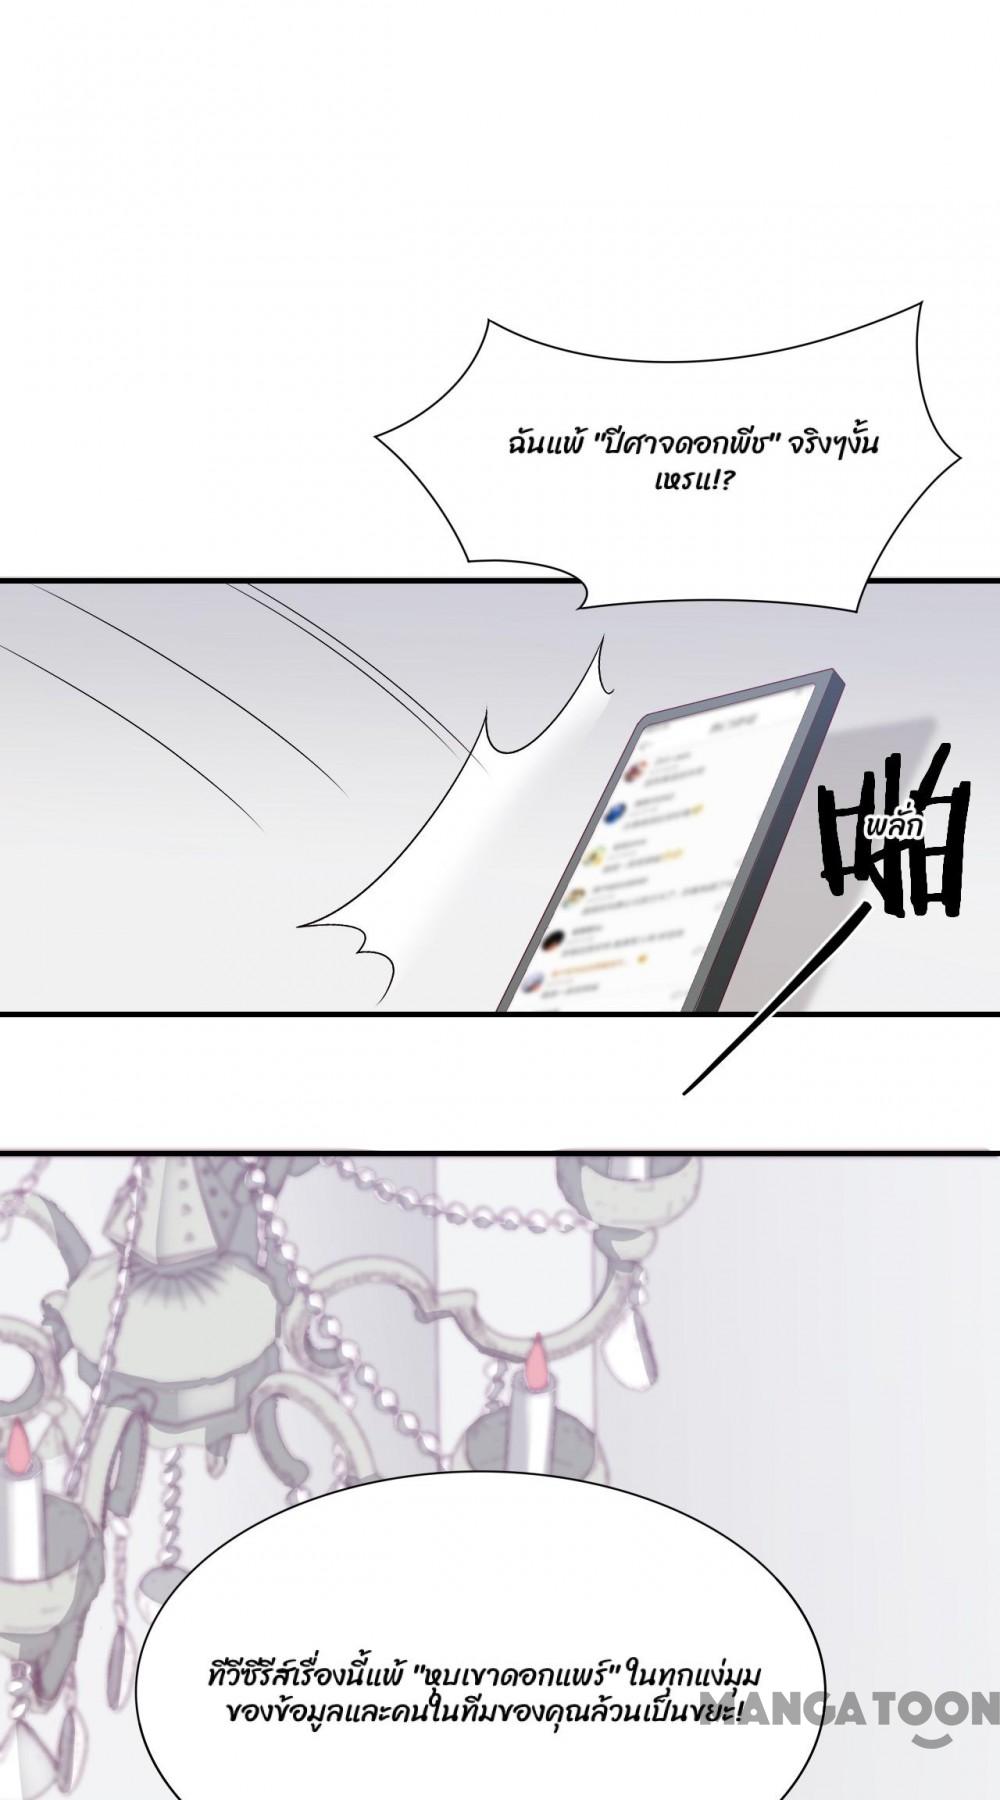 ฉันแพ้ "ปีศาจดอกพีช" จริงๆงั้น
เหรแ!?
啪
พลั่ก
ทีวีซีรีส์เรื่องนี้แพ้ "หุบเขาดอกแพร์" ในทุกแง่มุม
ของข้อมูลและคนในทีมของคุณล้วนเป็นขยะ!
MANGATOON